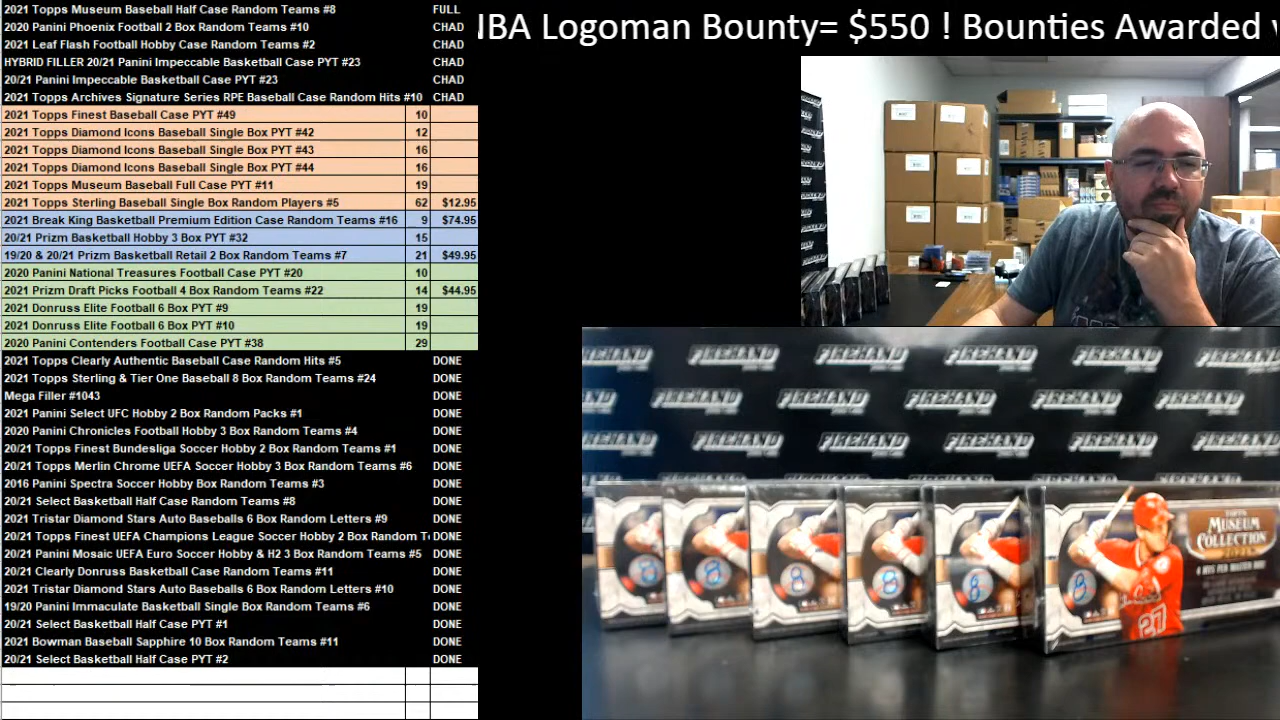 2021 Topps Museum Baseball Half Case Random Teams #8 FULL
2020 Panini Phoenix Football 2 Box Random Teams #10 CHAD
2021 Leaf Flash Football Hobby Case Random Teams #2 CHAD
HYBRID FILLER 20/21 Panini Impeccable Basketball Case PYT #23 CHAD
20/21 Panini Impeccable Basketball Case PYT #23 CHAD
2021 Topps Archives Signature Series RPE Baseball Case Random Hits #10 CHAD
2021 Topps Finest Baseball Case PYT #49 10
2021 Topps Diamond Icons Baseball Single Box PYT #42 12
2021 Topps Diamond Icons Baseball Single Box PYT #43 16
2021 Topps Diamond Icons Baseball Single Box PYT #44 16
2021 Topps Museum Baseball Full Case PYT #11 19
2021 Topps Sterling Baseball Single Box Random Players #5 62 $12.95
2021 Break King Basketball Premium Edition Case Random Teams #16 9 $74.95
20/21 Prizm Basketball Hobby 3 Box PYT #32 15
19/20 & 20/21 Prizm Basketball Retail 2 Box Random Teams #7 21 $49.95
2020 Panini National Treasures Football Case PYT #20 10
2021 Prizm Draft Picks Football 4 Box Random Teams #22 14 $44.95
2021 Donruss Elite Football 6 Box PYT #9 19
2021 Donruss Elite Football 6 Box PYT #10 19
2020 Panini Contenders Football Case PYT #38 29
2021 Topps Clearly Authentic Baseball Case Random Hits #5 DONE
2021 Topps Sterling & Tier One Baseball 8 Box Random Teams #24 DONE
Mega Filler #1043 DONE
2021 Panini Select UFC Hobby 2 Box Random Packs #1 DONE
2020 Panini Chronicles Football Hobby 3 Box Random Teams #4 DONE
20/21 Topps Finest Bundesliga Soccer Hobby 2 Box Random Teams #1 DONE
20/21 Topps Merlin Chrome UEFA Soccer Hobby 3 Box Random Teams #6 DONE
2016 Panini Spectra Soccer Hobby Box Random Teams #3 DONE
20/21 Select Basketball Half Case Random Teams #8 DONE
2021 Tristar Diamond Stars Auto Baseballs 6 Box Random Letters #9 DONE
2021 Topps Finest UEFA Champions League Soccer Hobby 2 Box Random T DONE
20/21 Panini Mosaic UEFA Euro Soccer Hobby & H2 3 Box Random Teams #5 DONE
20/21 Clearly Donruss Basketball Case Random Teams #11 DONE
2021 Tristar Diamond Stars Auto Baseballs 6 Box Random Letters #10 DONE
19/20 Panini Immaculate Basketball Single Box Random Teams #6 DONE
20/21 Select Basketball Half Case PYT #1 DONE
2021 Bowman Baseball Sapphire 10 Box Random Teams #11 DONE
20/21 Select Basketball Half Case PYT #2 DONE
NBA Logoman Bounty= $550 ! Bounties Awarded
FIREHAND FIREHAND FIREHAND FIREHAND FIREHAND
FIREHAND FIREHAND FIREHAND FIREHAND FIREHAND
FIREHAND FIREHAND FIREHAND FIREHAND FIREHAND
TOPPS
MUSEUM
COLLECTION
2021
4 HITS PER MASTER BOX
27